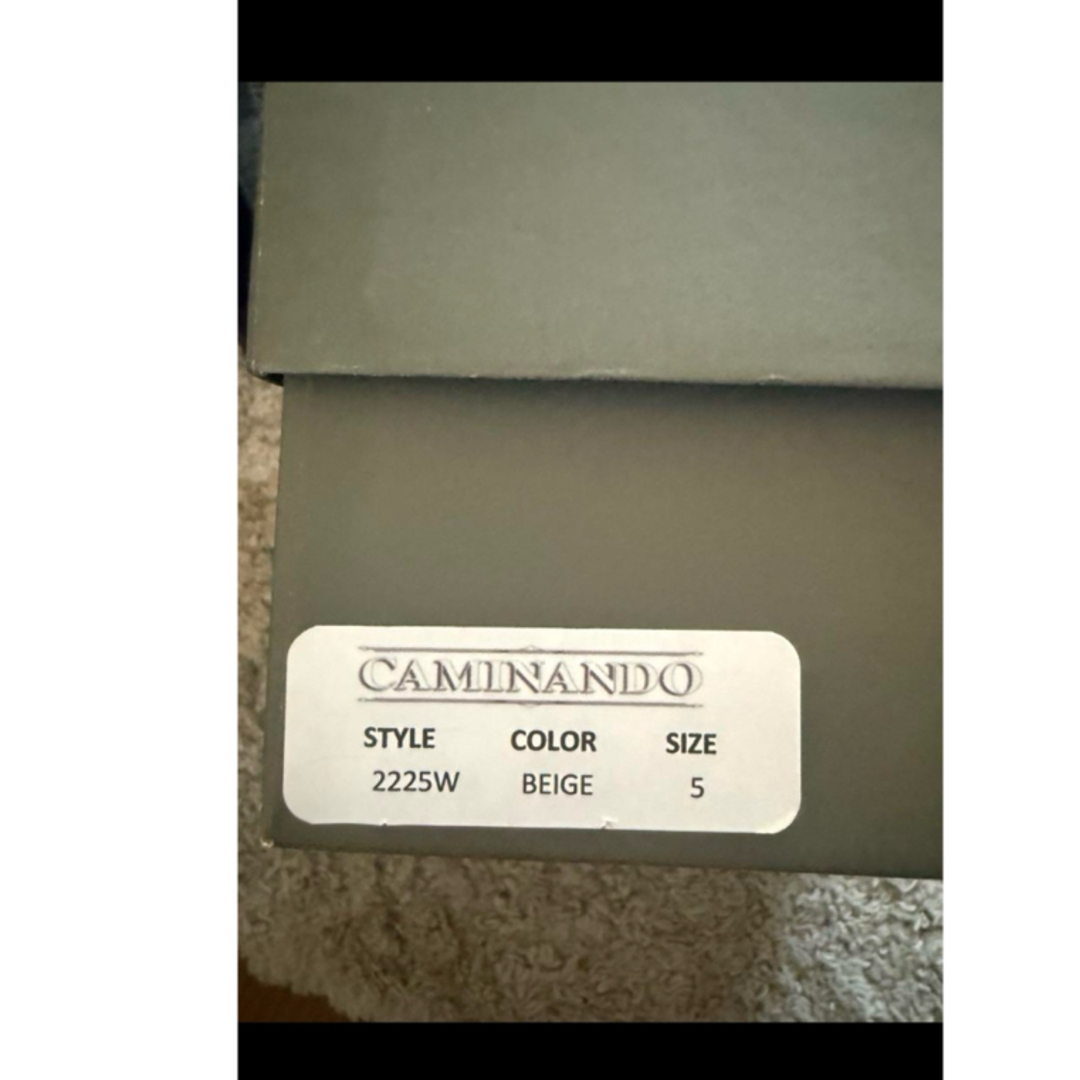 CAMINANDO
STYLE COLOR SIZE
2225W BEIGE 5